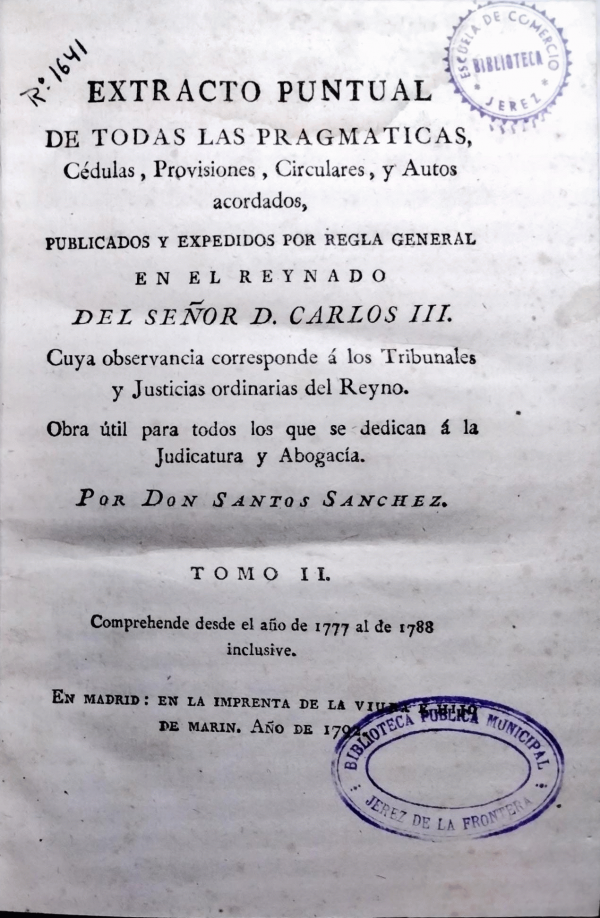 R.º 1641
ESCUELA DE COMERCIO
BIBLIOTECA
JEREZ
EXTRACTO PUNTUAL
DE TODAS LAS PRAGMATICAS,
Cédulas, Provisiones, Circulares, y Autos
acordados,
PUBLICADOS Y EXPEDIDOS POR REGLA GENERAL
EN EL REYNADO
DEL SEÑOR D. CARLOS III.
Cuya observancia corresponde á los Tribunales
y Justicias ordinarias del Reyno.
Obra útil para todos los que se dedican á la
Judicatura y Abogacía.
POR DON SANTOS SANCHEZ.
TOMO II.
Comprehende desde el año de 1777 al de 1788
inclusive.
EN MADRID: EN LA IMPRENTA DE LA VIUDA E HIJO
DE MARIN. AÑO DE 1792.
BIBLIOTECA PÚBLICA MUNICIPAL
JEREZ DE LA FRONTERA